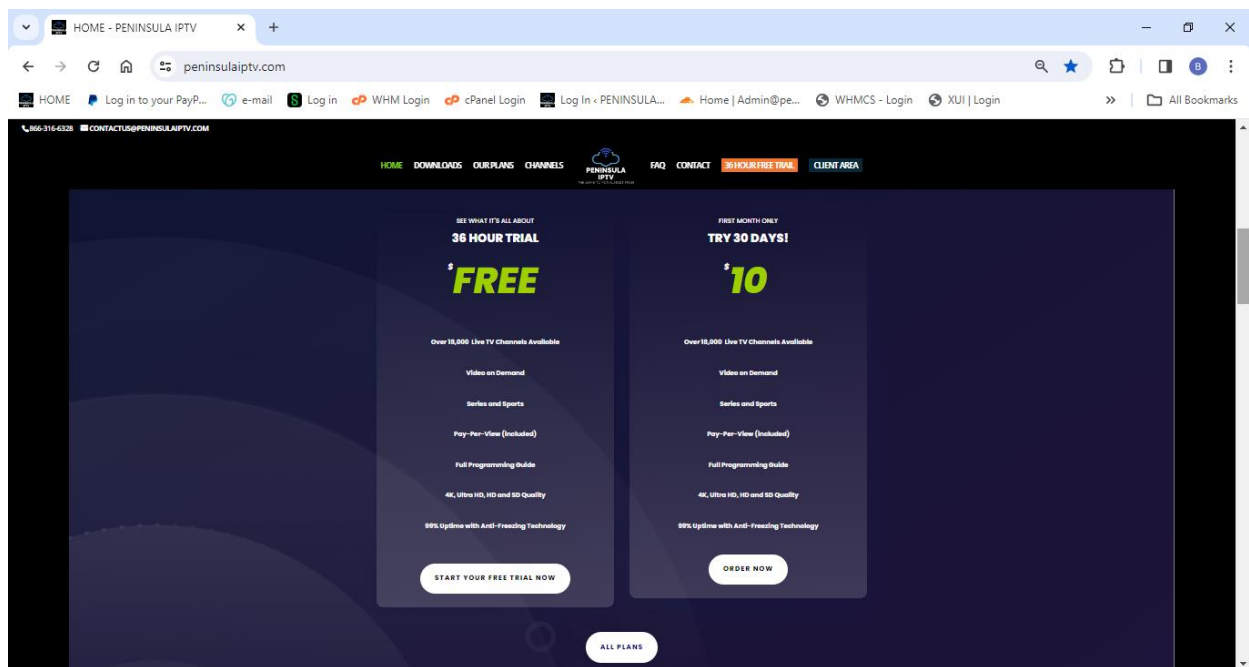 HOME - PENINSULA IPTV
peninsulaiptv.com
B
HOME Log in to your PayP... e-mail Log in WHM Login cPanel Login Log In ‹ PENINSULA... Home | Admin@pe... WHMCS - Login XUI | Login » All Bookmarks
866-316-6328 CONTACTUS@PENINSULAIPTV.COM
HOME DOWNLOADS OUR PLANS CHANNELS PENINSULA IPTV FAQ CONTACT 36 HOUR FREE TRAIL CLIENT AREA
SEE WHAT IT'S ALL ABOUT
36 HOUR TRIAL
$FREE
Over 18,000 Live TV Channels Available
Video on Demand
Series and Sports
Pay-Per-View (Included)
Full Programming Guide
4K, Ultra HD, HD and SD Quality
99% Uptime with Anti-Freezing Technology
START YOUR FREE TRIAL NOW
FIRST MONTH ONLY
TRY 30 DAYS!
$10
Over 18,000 Live TV Channels Available
Video on Demand
Series and Sports
Pay-Per-View (Included)
Full Programming Guide
4K, Ultra HD, HD and SD Quality
99% Uptime with Anti-Freezing Technology
ORDER NOW
ALL PLANS